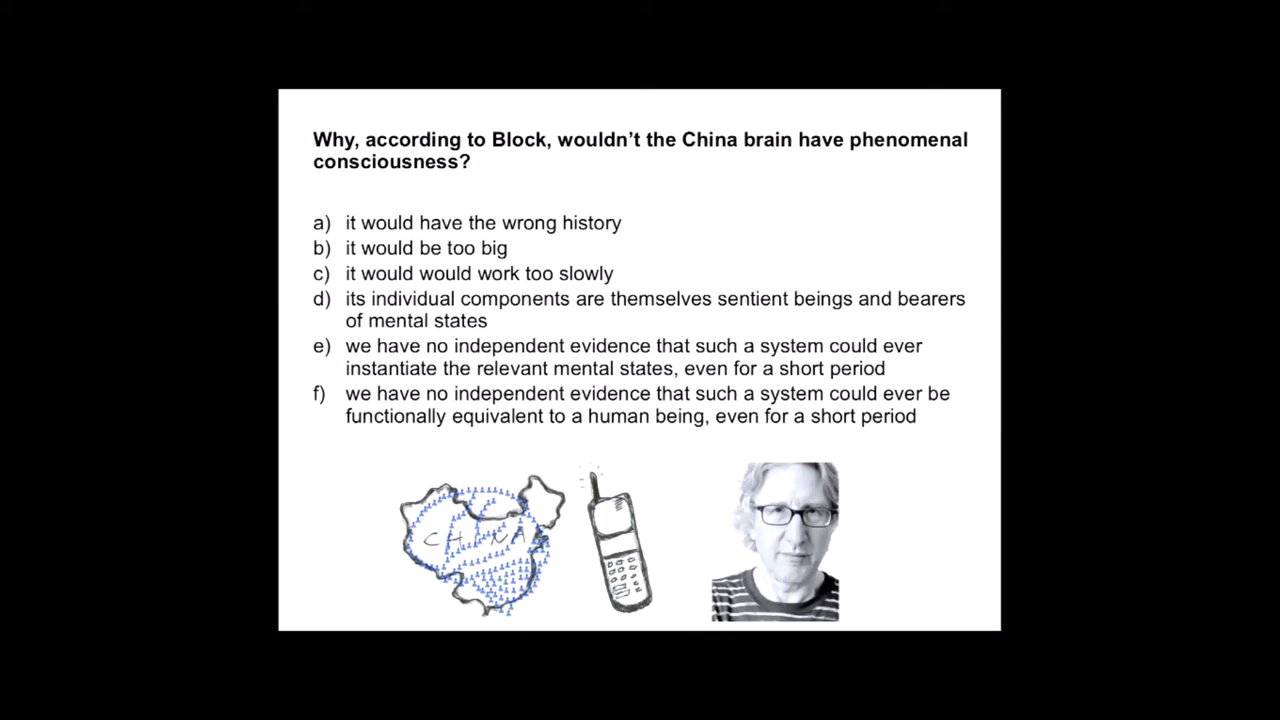 Why, according to Block, wouldn't the China brain have phenomenal
consciousness?
a) it would have the wrong history
b) it would be too big
c) it would would work too slowly
d) its individual components are themselves sentient beings and bearers
of mental states
e) we have no independent evidence that such a system could ever
instantiate the relevant mental states, even for a short period
f) we have no independent evidence that such a system could ever be
functionally equivalent to a human being, even for a short period
CHINA